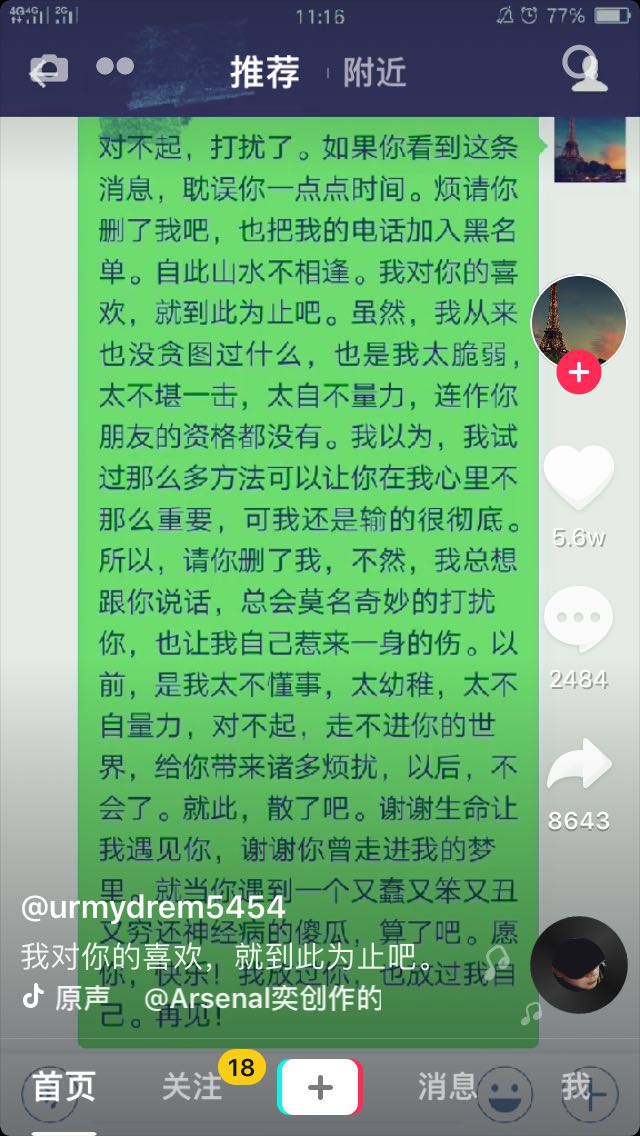 4G 4G 2G 11:16 77%
推荐 附近
对不起，打扰了。如果你看到这条
消息，耽误你一点点时间。烦请你
删了我吧，也把我的电话加入黑名
单。自此山水不相逢。我对你的喜
欢，就到此为止吧。虽然，我从来
也没贪图过什么，也是我太脆弱，
太不堪一击，太自不量力，连作你
朋友的资格都没有。我以为，我试
过那么多方法可以让你在我心里不
那么重要，可我还是输的很彻底。
所以，请你删了我，不然，我总想
跟你说话，总会莫名奇妙的打扰
你，也让我自己惹来一身的伤。以
前，是我太不懂事，太幼稚，太不
自量力，对不起，走不进你的世
界，给你带来诸多烦扰，以后，不
会了。就此，散了吧。谢谢生命让
我遇见你，谢谢你曾走进我的梦
里。就当你遇到一个又蠢又笨又丑
又穷还神经病的傻瓜，算了吧。愿
你，快乐！我放过你，也放过我自
己。再见！
5.6w
2484
8643
@urmydrem5454
我对你的喜欢，就到此为止吧。
原声 @Arsenal奕创作的
首页 关注 18 消息 我